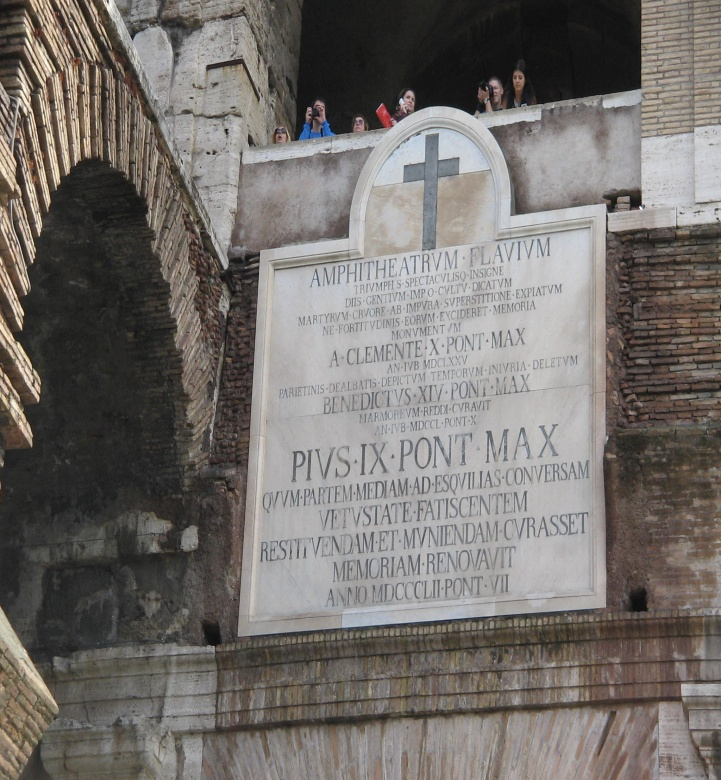 AMPHITHEATRVM · FLAVIVM
TRIVMPHIS · SPECTACVLISQ · INSIGNE
DIIS · GENTIVM · IMPIO · CVLTV · DICATVM
MARTYRVM · CRVORE · AB · IMPVRA · SVPERSTITIONE · EXPIATVM
NE · FORTITVDINIS · EORVM · EXCIDERET · MEMORIA
MONVMENTVM
A · CLEMENTE · X · PONT · MAX
AN · IVB · MDCLXXV
PARIETINIS · DEALBATIS · DEPICTVM · TEMPORVM · INIVRIA · DELETVM
BENEDICTVS · XIV · PONT · MAX
MARMOREVM · REDDI · CVRAVIT
AN · IVB · MDCCL · PONT · X
PIVS · IX · PONT · MAX
QVVM · PARTEM · MEDIAM · AD · ESQVILIAS · CONVERSAM
VETVSTATE · FATISCENTEM
RESTITVENDAM · ET · MVNIENDAM · CVRASSET
MEMORIAM · RENOVAVIT
ANNO · MDCCCLII · PONT · VII